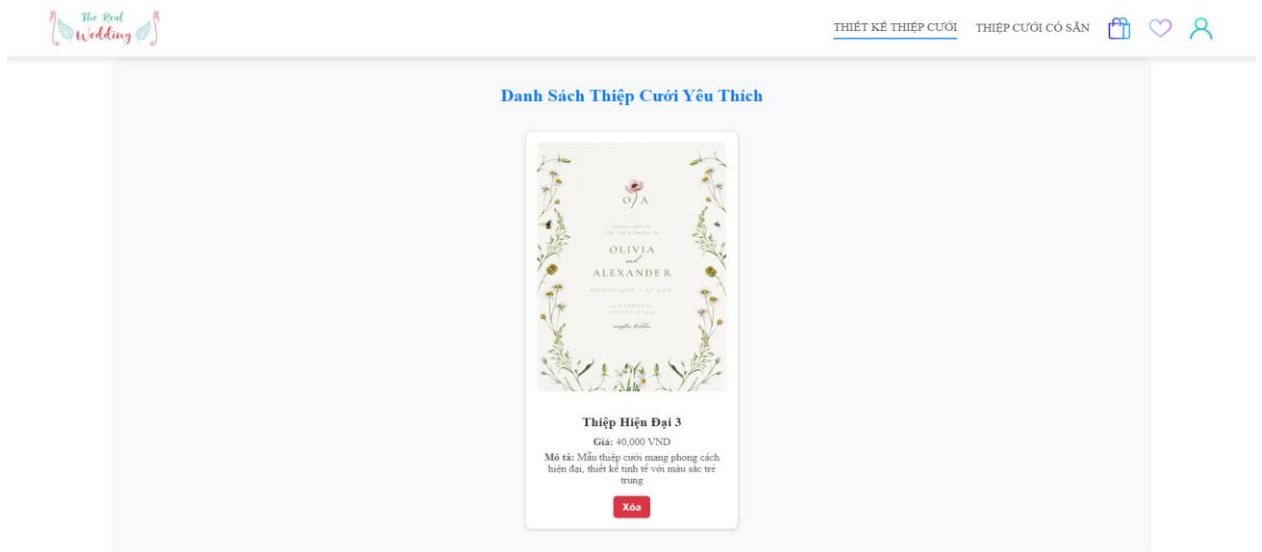 The Real
Wedding
THIẾT KẾ THIỆP CƯỚI
THIỆP CƯỚI CÓ SẴN
Danh Sách Thiệp Cưới Yêu Thích
O A
OLIVIA
and
ALEXANDER
Thiệp Hiện Đại 3
Giá: 40,000 VND
Mô tả: Mẫu thiệp cưới mang phong cách
hiện đại, thiết kế tinh tế với màu sắc trẻ
trung
Xóa